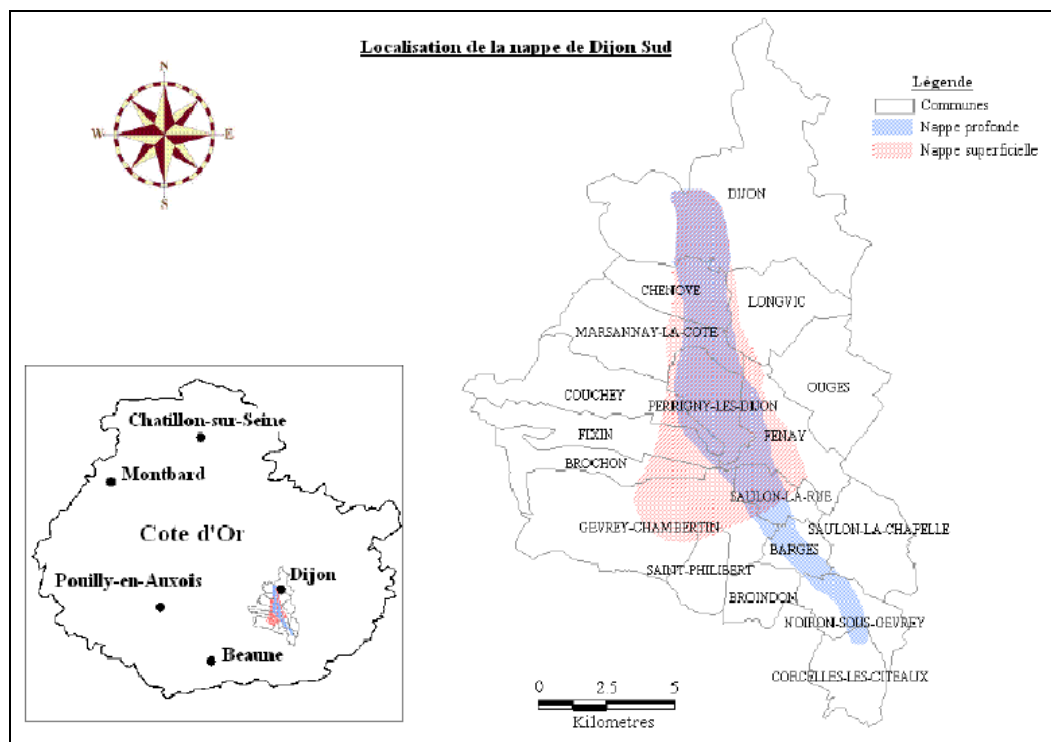 Localisation de la nappe de Dijon Sud
N
W
E
S
Légende
Communes
Nappe profonde
Nappe superficielle
DIJON
CHENOVE
LONGVIC
MARSANNAY-LA-COTE
OUGES
COUCHEY
PERRIGNY-LES-DIJON
FIXIN
FENAY
BROCHON
SAULON-LA-RUE
GEVREY-CHAMBERTIN
SAULON-LA-CHAPELLE
BARGES
SAINT-PHILIBERT
BROINDON
NOIRON-SOUS-GEVREY
CORCELLES-LES-CITEAUX
Chatillon-sur-Seine
Montbard
Cote d'Or
Pouilly-en-Auxois
Dijon
Beaune
0 2.5 5
Kilometres